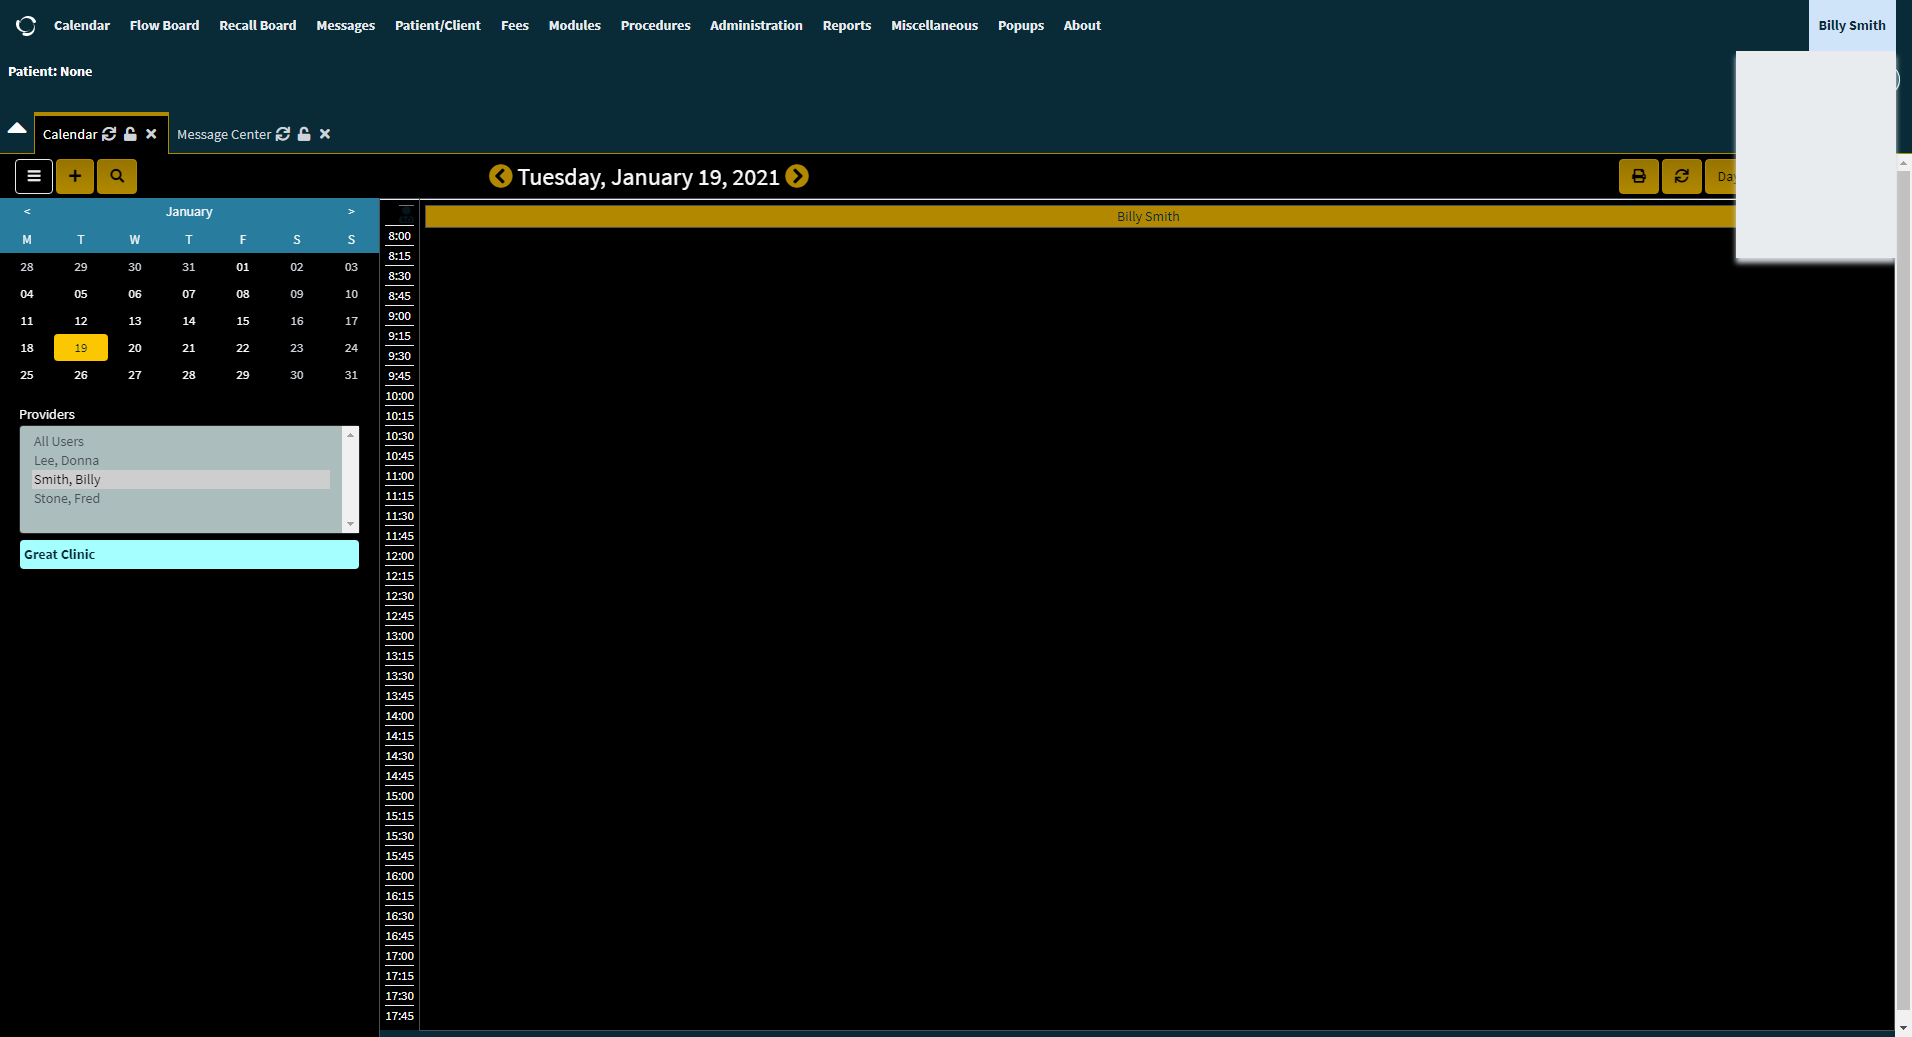 Calendar Flow Board Recall Board Messages Patient/Client Fees Modules Procedures Administration Reports Miscellaneous Popups About Billy Smith
Patient: None
Calendar Message Center
Tuesday, January 19, 2021
< January >
M T W T F S S
28 29 30 31 01 02 03
04 05 06 07 08 09 10
11 12 13 14 15 16 17
18 19 20 21 22 23 24
25 26 27 28 29 30 31
Providers
All Users
Lee, Donna
Smith, Billy
Stone, Fred
Great Clinic
Billy Smith
8:00
8:15
8:30
8:45
9:00
9:15
9:30
9:45
10:00
10:15
10:30
10:45
11:00
11:15
11:30
11:45
12:00
12:15
12:30
12:45
13:00
13:15
13:30
13:45
14:00
14:15
14:30
14:45
15:00
15:15
15:30
15:45
16:00
16:15
16:30
16:45
17:00
17:15
17:30
17:45